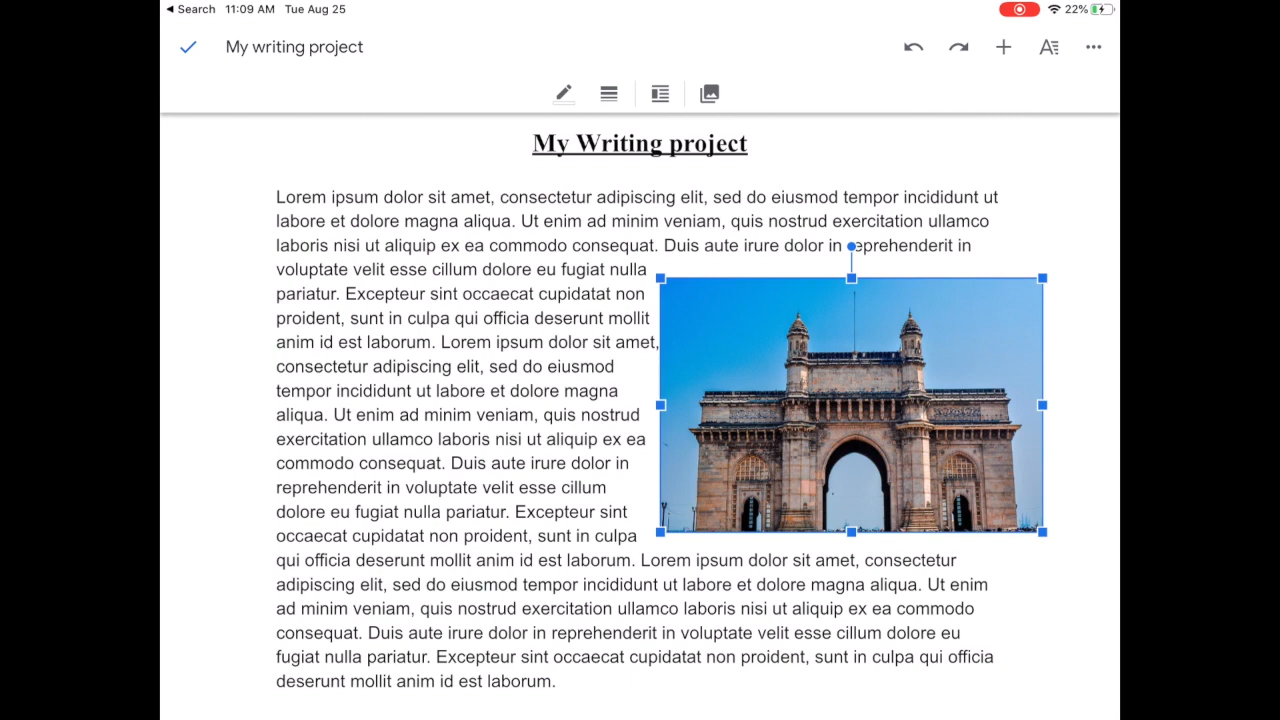 Search 11:09 AM Tue Aug 25 22%
My writing project
My Writing project
Lorem ipsum dolor sit amet, consectetur adipiscing elit, sed do eiusmod tempor incididunt ut
labore et dolore magna aliqua. Ut enim ad minim veniam, quis nostrud exercitation ullamco
laboris nisi ut aliquip ex ea commodo consequat. Duis aute irure dolor in reprehenderit in
voluptate velit esse cillum dolore eu fugiat nulla
pariatur. Excepteur sint occaecat cupidatat non
proident, sunt in culpa qui officia deserunt mollit
anim id est laborum. Lorem ipsum dolor sit amet,
consectetur adipiscing elit, sed do eiusmod
tempor incididunt ut labore et dolore magna
aliqua. Ut enim ad minim veniam, quis nostrud
exercitation ullamco laboris nisi ut aliquip ex ea
commodo consequat. Duis aute irure dolor in
reprehenderit in voluptate velit esse cillum
dolore eu fugiat nulla pariatur. Excepteur sint
occaecat cupidatat non proident, sunt in culpa
qui officia deserunt mollit anim id est laborum. Lorem ipsum dolor sit amet, consectetur
adipiscing elit, sed do eiusmod tempor incididunt ut labore et dolore magna aliqua. Ut enim
ad minim veniam, quis nostrud exercitation ullamco laboris nisi ut aliquip ex ea commodo
consequat. Duis aute irure dolor in reprehenderit in voluptate velit esse cillum dolore eu
fugiat nulla pariatur. Excepteur sint occaecat cupidatat non proident, sunt in culpa qui officia
deserunt mollit anim id est laborum.